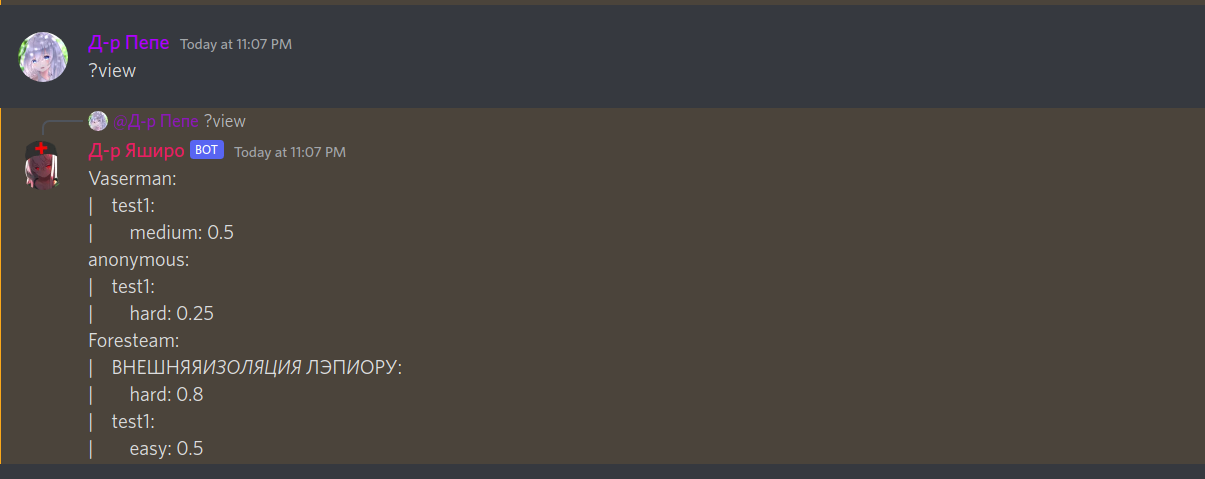 Д-р Пепе Today at 11:07 PM
?view
@Д-р Пепе ?view
Д-р Яширо BOT Today at 11:07 PM
Vaserman:
| test1:
| medium: 0.5
anonymous:
| test1:
| hard: 0.25
Foresteam:
| ВНЕШНЯЯИЗОЛЯЦИЯ ЛЭПИОРУ:
| hard: 0.8
| test1:
| easy: 0.5